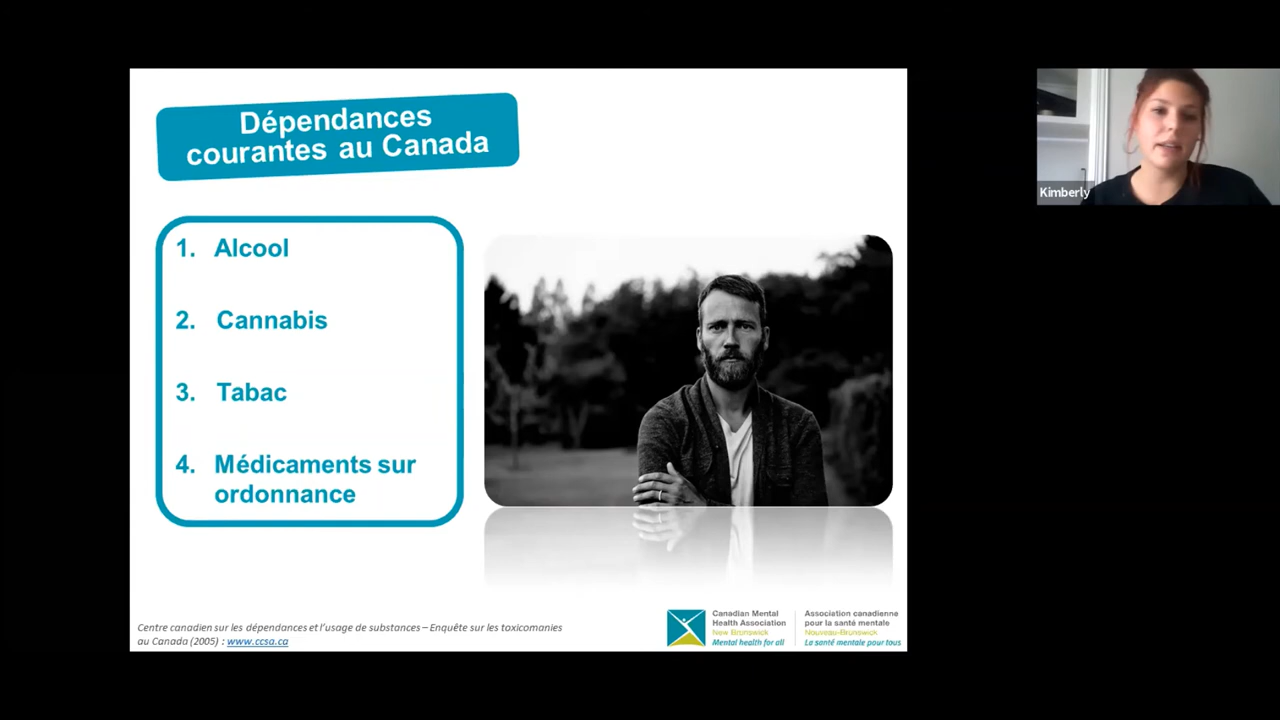 Dépendances
courantes au Canada
1. Alcool
2. Cannabis
3. Tabac
4. Médicaments sur
ordonnance
Centre canadien sur les dépendances et l'usage de substances – Enquête sur les toxicomanies
au Canada (2005) : www.ccsa.ca
Canadian Mental
Health Association
New Brunswick
Mental health for all
Association canadienne
pour la santé mentale
Nouveau-Brunswick
La santé mentale pour tous
Kimberly